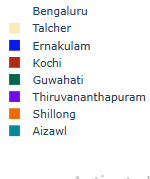 Bengaluru
Talcher
Ernakulam
Kochi
Guwahati
Thiruvananthapuram
Shillong
Aizawl